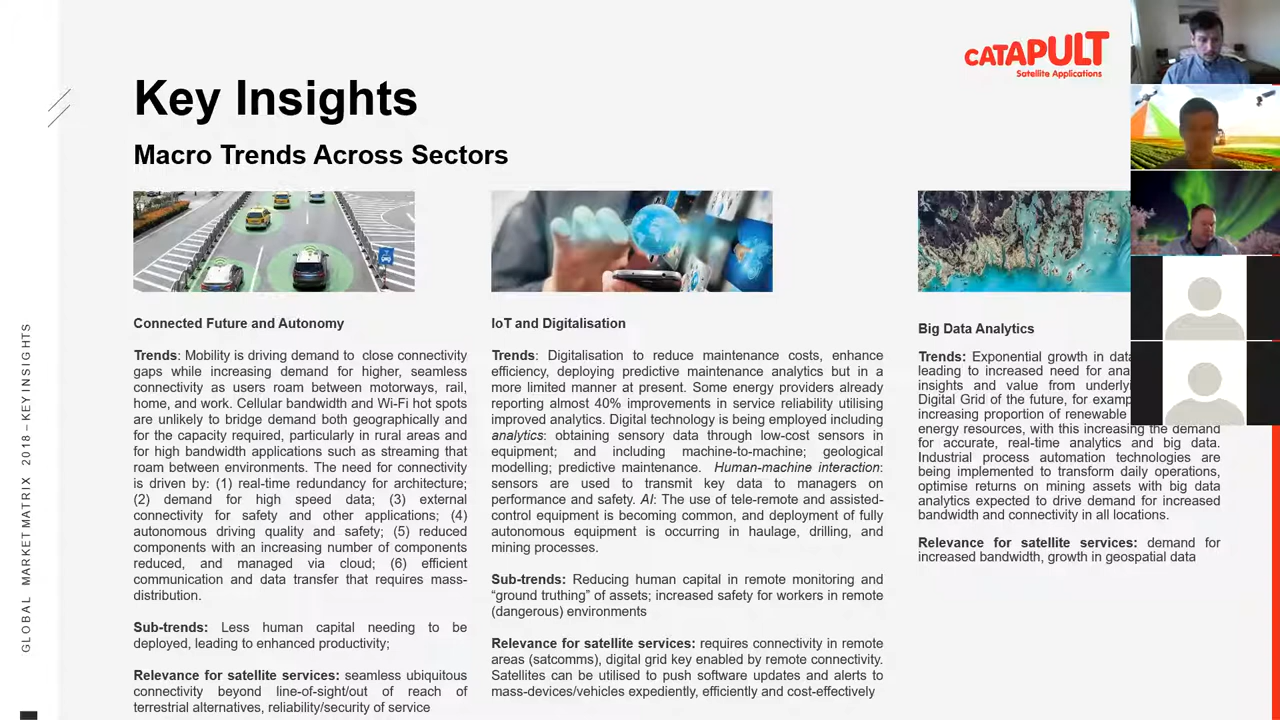 CATAPULT
Satellite Applications
Key Insights
Macro Trends Across Sectors
GLOBAL MARKET MATRIX 2018 – KEY INSIGHTS
Connected Future and Autonomy
Trends: Mobility is driving demand to close connectivity
gaps while increasing demand for higher, seamless
connectivity as users roam between motorways, rail,
home, and work. Cellular bandwidth and Wi-Fi hot spots
are unlikely to bridge demand both geographically and
for the capacity required, particularly in rural areas and
for high bandwidth applications such as streaming that
roam between environments. The need for connectivity
is driven by: (1) real-time redundancy for architecture;
(2) demand for high speed data; (3) external
connectivity for safety and other applications; (4)
autonomous driving quality and safety; (5) reduced
components with an increasing number of components
reduced, and managed via cloud; (6) efficient
communication and data transfer that requires mass-
distribution.
Sub-trends: Less human capital needing to be
deployed, leading to enhanced productivity;
Relevance for satellite services: seamless ubiquitous
connectivity beyond line-of-sight/out of reach of
terrestrial alternatives, reliability/security of service
IoT and Digitalisation
Trends: Digitalisation to reduce maintenance costs, enhance
efficiency, deploying predictive maintenance analytics but in a
more limited manner at present. Some energy providers already
reporting almost 40% improvements in service reliability utilising
improved analytics. Digital technology is being employed including
analytics: obtaining sensory data through low-cost sensors in
equipment; and including machine-to-machine; geological
modelling; predictive maintenance. Human-machine interaction:
sensors are used to transmit key data to managers on
performance and safety. AI: The use of tele-remote and assisted-
control equipment is becoming common, and deployment of fully
autonomous equipment is occurring in haulage, drilling, and
mining processes.
Sub-trends: Reducing human capital in remote monitoring and
“ground truthing” of assets; increased safety for workers in remote
(dangerous) environments
Relevance for satellite services: requires connectivity in remote
areas (satcomms), digital grid key enabled by remote connectivity.
Satellites can be utilised to push software updates and alerts to
mass-devices/vehicles expediently, efficiently and cost-effectively
Big Data Analytics
Trends: Exponential growth in
leading to increased need for
insights and value from
Digital Grid of the future, for
increasing proportion of renewable
energy resources, with this increasing the demand
for accurate, real-time analytics and big data.
Industrial process automation technologies are
being implemented to transform daily operations,
optimise returns on mining assets with big data
analytics expected to drive demand for increased
bandwidth and connectivity in all locations.
Relevance for satellite services: demand for
increased bandwidth, growth in geospatial data